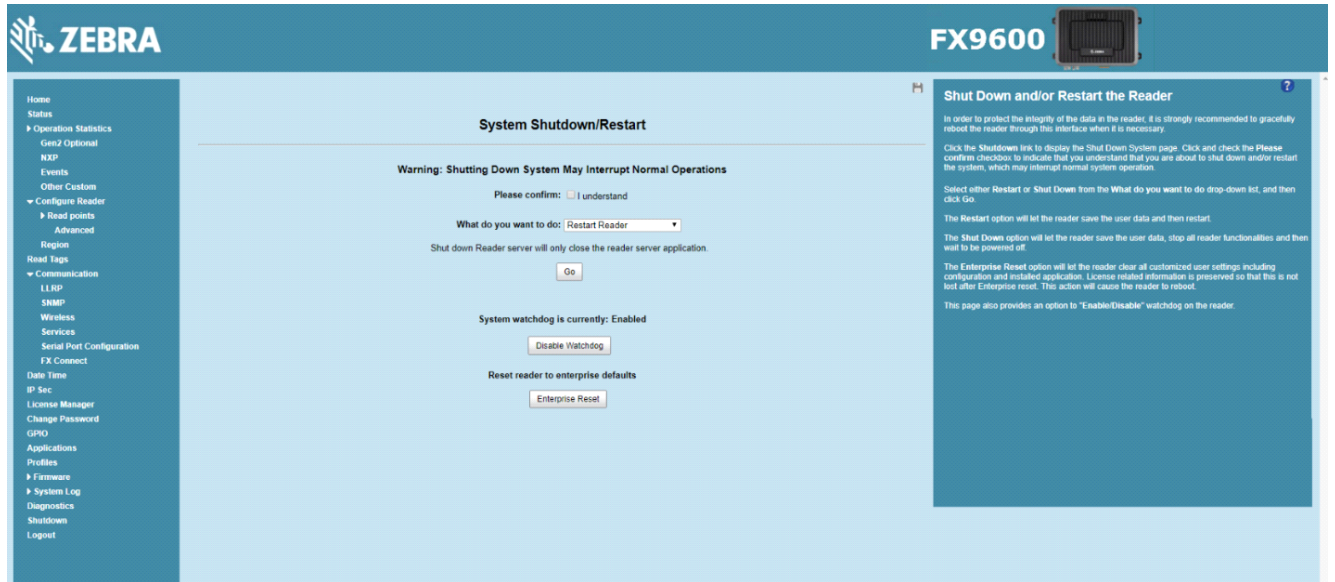 ZEBRA
FX9600
Home
Status
Operation Statistics
Gen2 Optional
NXP
Events
Other Custom
Configure Reader
Read points
Advanced
Region
Read Tags
Communication
LLRP
SNMP
Wireless
Services
Serial Port Configuration
FX Connect
Date Time
IP Sec
License Manager
Change Password
GPIO
Applications
Profiles
Firmware
System Log
Diagnostics
Shutdown
Logout
System Shutdown/Restart
Warning: Shutting Down System May Interrupt Normal Operations
Please confirm: I understand
What do you want to do: Restart Reader
Shut down Reader server will only close the reader server application.
Go
System watchdog is currently: Enabled
Disable Watchdog
Reset reader to enterprise defaults
Enterprise Reset
?
Shut Down and/or Restart the Reader
In order to protect the integrity of the data in the reader, it is strongly recommended to gracefully
reboot the reader through this interface when it is necessary.
Click the Shutdown link to display the Shut Down System page. Click and check the Please
confirm checkbox to indicate that you understand that you are about to shut down and/or restart
the system, which may interrupt normal system operation.
Select either Restart or Shut Down from the What do you want to do drop-down list, and then
click Go.
The Restart option will let the reader save the user data and then restart.
The Shut Down option will let the reader save the user data, stop all reader functionalities and then
wait to be powered off.
The Enterprise Reset option will let the reader clear all customized user settings including
configuration and installed application. License related information is preserved so that this is not
lost after Enterprise reset. This action will cause the reader to reboot.
This page also provides an option to "Enable/Disable" watchdog on the reader.